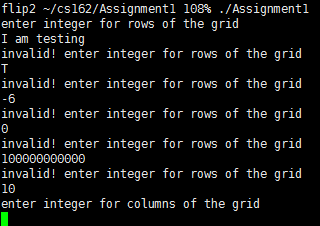 flip2 ~/cs162/Assignment1 108% ./Assignment1
enter integer for rows of the grid
I am testing
invalid! enter integer for rows of the grid
T
invalid! enter integer for rows of the grid
-6
invalid! enter integer for rows of the grid
0
invalid! enter integer for rows of the grid
100000000000
invalid! enter integer for rows of the grid
10
enter integer for columns of the grid